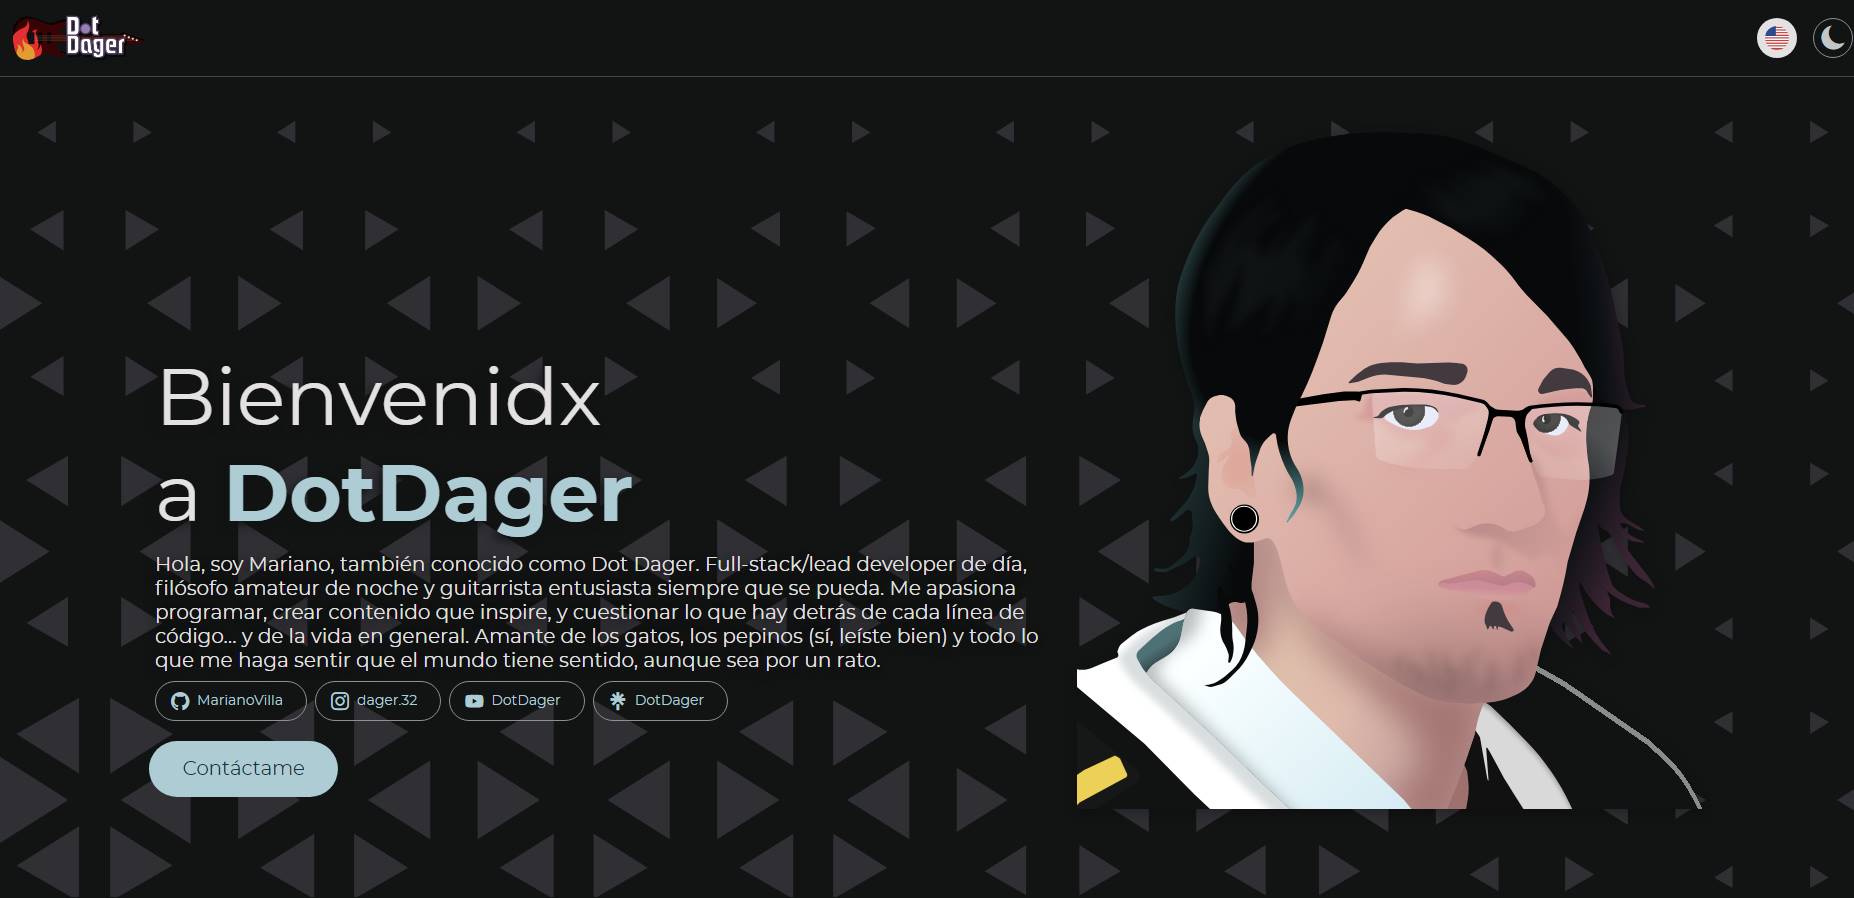 Dot
Dager
Bienvenidx
a DotDager
Hola, soy Mariano, también conocido como Dot Dager. Full-stack/lead developer de día,
filósofo amateur de noche y guitarrista entusiasta siempre que se pueda. Me apasiona
programar, crear contenido que inspire, y cuestionar lo que hay detrás de cada línea de
código... y de la vida en general. Amante de los gatos, los pepinos (sí, leíste bien) y todo lo
que me haga sentir que el mundo tiene sentido, aunque sea por un rato.
MarianoVilla dager.32 DotDager DotDager
Contáctame